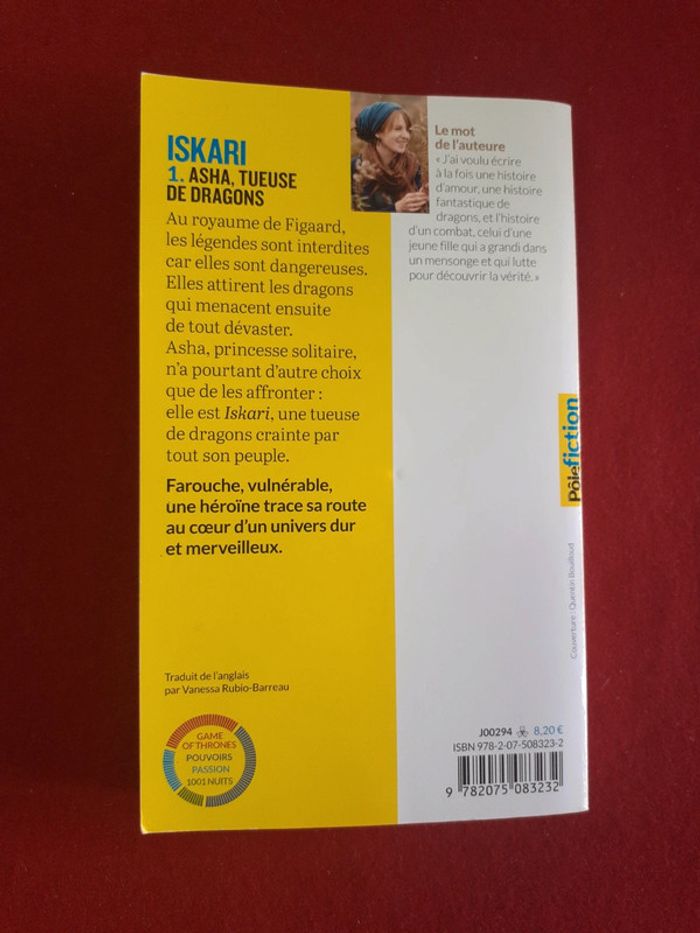 ISKARI
1. ASHA, TUEUSE
DE DRAGONS
Au royaume de Figaard,
les légendes sont interdites
car elles sont dangereuses.
Elles attirent les dragons
qui menacent ensuite
de tout dévaster.
Asha, princesse solitaire,
n'a pourtant d'autre choix
que de les affronter :
elle est Iskari, une tueuse
de dragons crainte par
tout son peuple.
Farouche, vulnérable,
une héroïne trace sa route
au cœur d'un univers dur
et merveilleux.
Traduit de l'anglais
par Vanessa Rubio-Barreau
GAME
OF THRONES
POUVOIRS
PASSION
1001 NUITS
Le mot
de l'auteure
« J'ai voulu écrire
à la fois une histoire
d'amour, une histoire
fantastique de
dragons, et l'histoire
d'un combat, celui d'une
jeune fille qui a grandi dans
un mensonge et qui lutte
pour découvrir la vérité. »
Pôle fiction
Couverture : Quentin Bouilloud
J00294 8,20 €
ISBN 978-2-07-508323-2
9 782075 083232